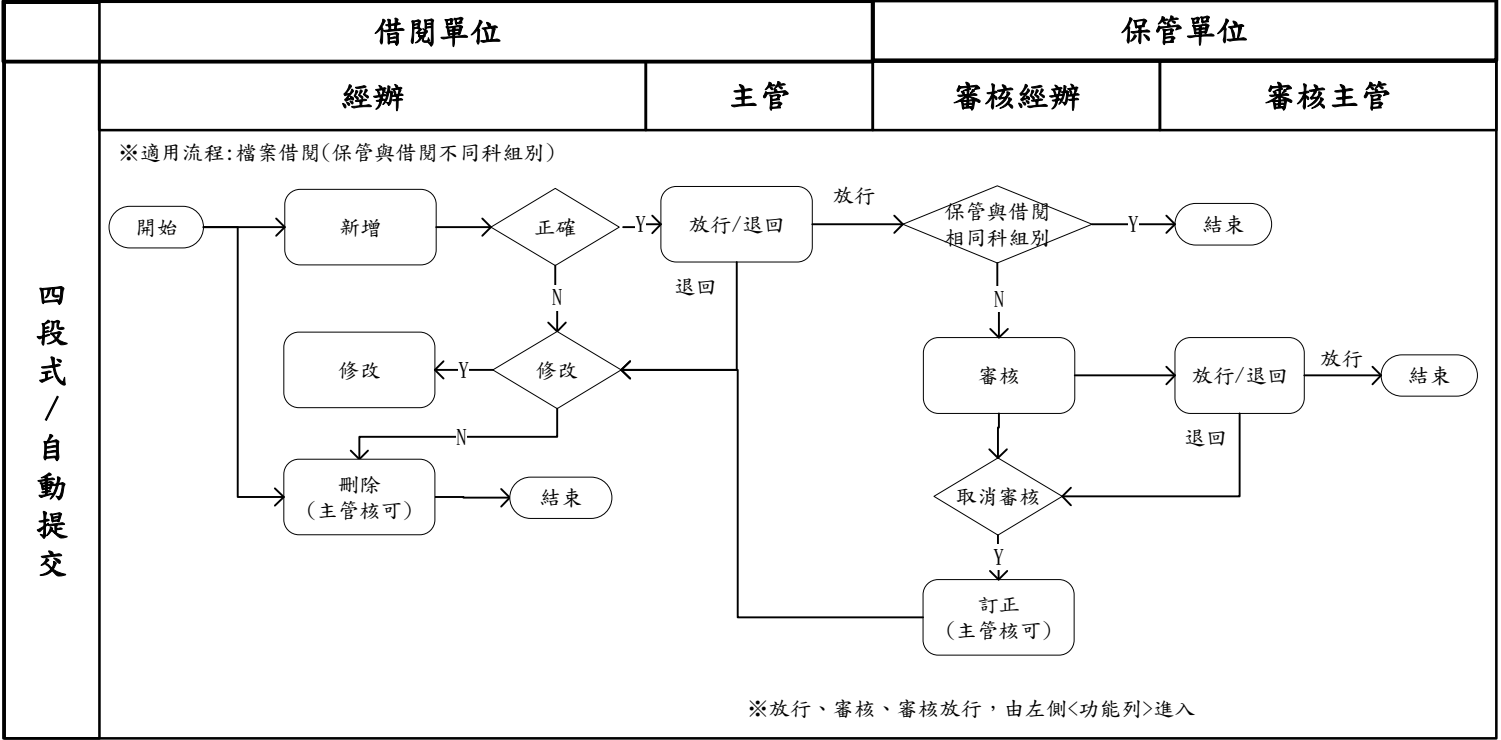 借閱單位
保管單位
經辦
主管
審核經辦
審核主管
四段式/自動提交
※適用流程:檔案借閱(保管與借閱不同科組別)
開始
新增
正確
Y
放行/退回
放行
保管與借閱
相同科組別
Y
結束
N
退回
N
修改
Y
修改
審核
放行/退回
放行
結束
N
退回
刪除
(主管核可)
結束
取消審核
Y
訂正
(主管核可)
※放行、審核、審核放行，由左側<功能列>進入